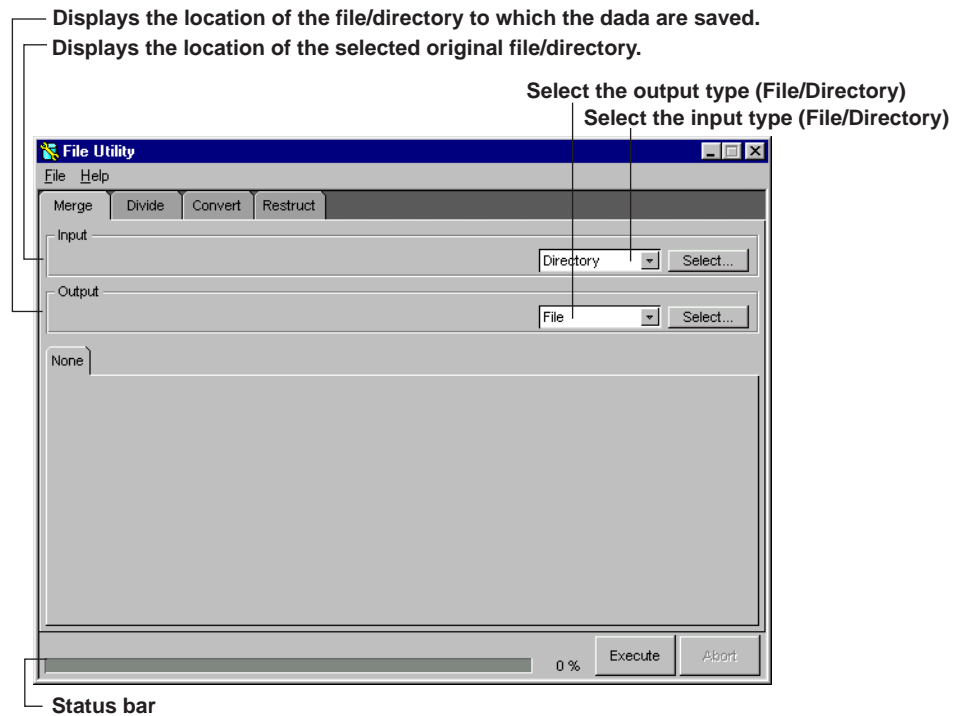 Displays the location of the file/directory to which the dada are saved.
Displays the location of the selected original file/directory.
Select the output type (File/Directory)
Select the input type (File/Directory)
File Utility
File Help
Merge Divide Convert Restruct
Input
Directory Select...
Output
File Select...
None
0 % Execute Abort
Status bar